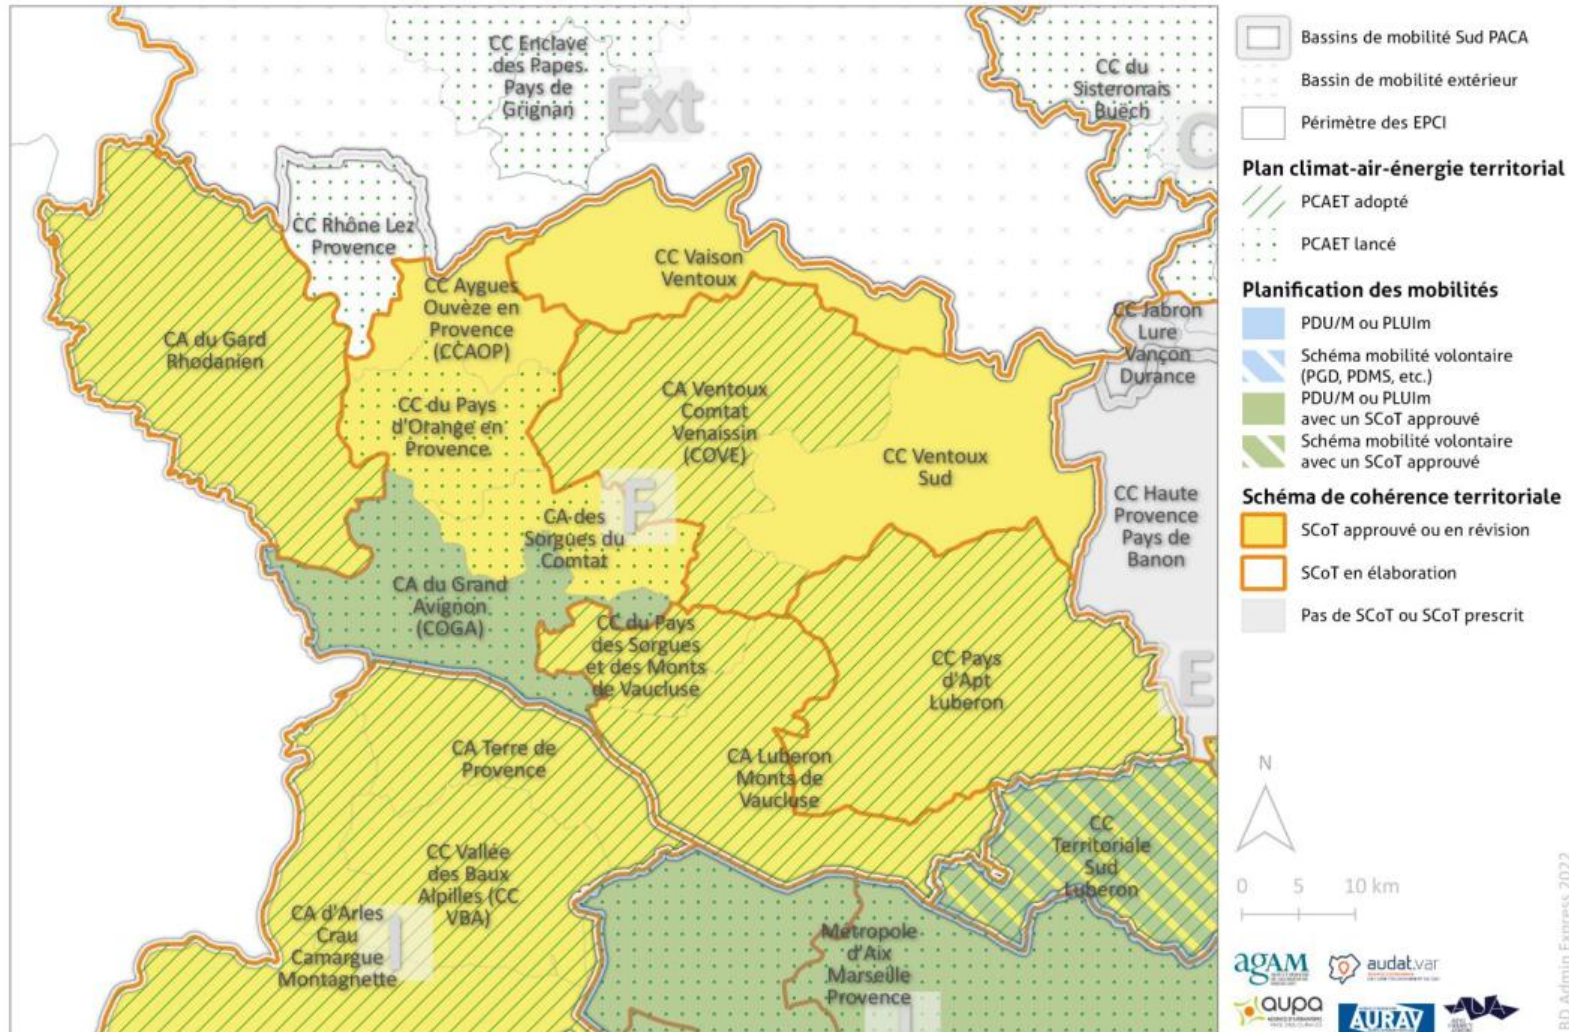 CC Enclave
des Papes
Pays de
Grignan
Ext
CC du
Sisteronais
Buëch
CC Rhône Lez
Provence
CC Vaison
Ventoux
CC Aygues
Ouvèze en
Provence
(CCAOP)
CA du Gard
Rhodanien
CC Jabron
Lure
Vançon
Durance
CA Ventoux
Comtat
Venaissin
(COVE)
CC du Pays
d'Orange en
Provence
CC Ventoux
Sud
F
CC Haute
Provence
Pays de
Banon
CA des
Sorgues du
Comtat
CA du Grand
Avignon
(COGA)
CC du Pays
des Sorgues
et des Monts
de Vaucluse
CC Pays
d'Apt
Luberon
E
CA Terre de
Provence
CA Luberon
Monts de
Vaucluse
CC
Territoriale
Sud
Luberon
CC Vallée
des Baux
Alpilles (CC
VBA)
CA d'Arles
Crau
Camargue
Montagnette
I
Métropole
d'Aix
Marseille
Provence
Bassins de mobilité Sud PACA
Bassin de mobilité extérieur
Périmètre des EPCI
Plan climat-air-énergie territorial
PCAET adopté
PCAET lancé
Planification des mobilités
PDU/M ou PLUIm
Schéma mobilité volontaire
(PGD, PDMS, etc.)
PDU/M ou PLUIm
avec un SCoT approuvé
Schéma mobilité volontaire
avec un SCoT approuvé
Schéma de cohérence territoriale
SCoT approuvé ou en révision
SCoT en élaboration
Pas de SCoT ou SCoT prescrit
N
0 5 10 km
agAM
audat.var
aupa
AURAV
BD Admin Express 2022